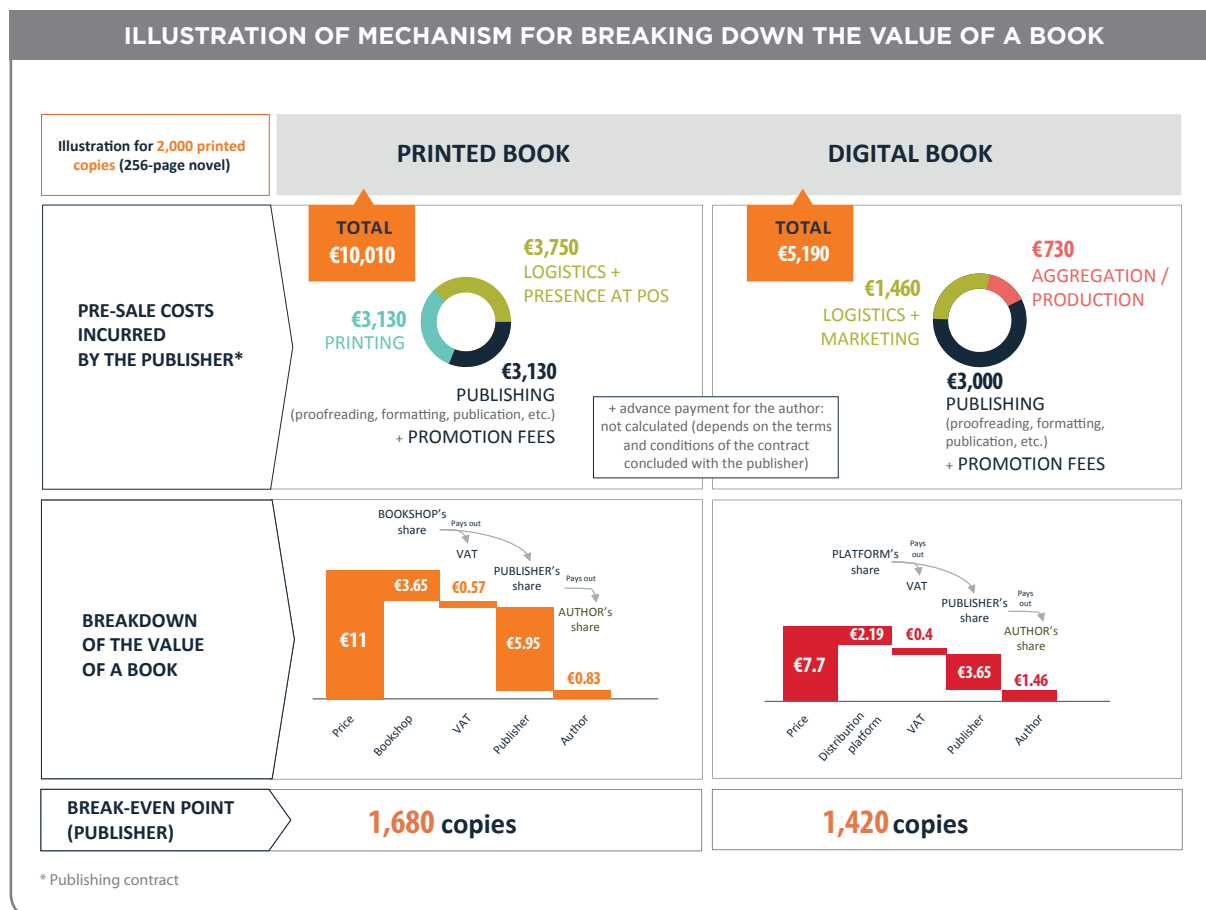 ILLUSTRATION OF MECHANISM FOR BREAKING DOWN THE VALUE OF A BOOK
Illustration for 2,000 printed
copies (256-page novel)
PRINTED BOOK
DIGITAL BOOK
PRE-SALE COSTS
INCURRED
BY THE PUBLISHER*
TOTAL
€10,010
€3,750
LOGISTICS +
PRESENCE AT POS
€3,130
PRINTING
€3,130
PUBLISHING
(proofreading, formatting, publication, etc.)
+ PROMOTION FEES
TOTAL
€5,190
€730
AGGREGATION /
PRODUCTION
€1,460
LOGISTICS +
MARKETING
€3,000
PUBLISHING
(proofreading, formatting,
publication, etc.)
+ PROMOTION FEES
+ advance payment for the author:
not calculated (depends on the terms
and conditions of the contract
concluded with the publisher)
BREAKDOWN
OF THE VALUE
OF A BOOK
BOOKSHOP's
share
Pays out
VAT
PUBLISHER's
share
Pays out
AUTHOR's
share
€11
€3.65
€0.57
€5.95
€0.83
Price
Bookshop
VAT
Publisher
Author
PLATFORM's
share
Pays
out
VAT
PUBLISHER's
share
Pays
out
AUTHOR's
share
€7.7
€2.19
€0.4
€3.65
€1.46
Price
Distribution
platform
VAT
Publisher
Author
BREAK-EVEN POINT
(PUBLISHER)
1,680 copies
1,420 copies
* Publishing contract